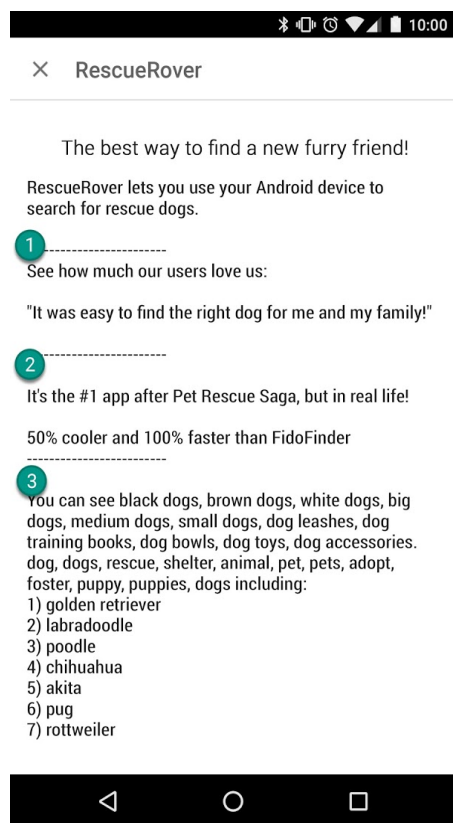 10:00
RescueRover
The best way to find a new furry friend!
RescueRover lets you use your Android device to
search for rescue dogs.
1
-----------------------
See how much our users love us:
"It was easy to find the right dog for me and my family!"
-----------------------
2
It's the #1 app after Pet Rescue Saga, but in real life!
50% cooler and 100% faster than FidoFinder
-------------------------
3
You can see black dogs, brown dogs, white dogs, big
dogs, medium dogs, small dogs, dog leashes, dog
training books, dog bowls, dog toys, dog accessories.
dog, dogs, rescue, shelter, animal, pet, pets, adopt,
foster, puppy, puppies, dogs including:
1) golden retriever
2) labradoodle
3) poodle
4) chihuahua
5) akita
6) pug
7) rottweiler